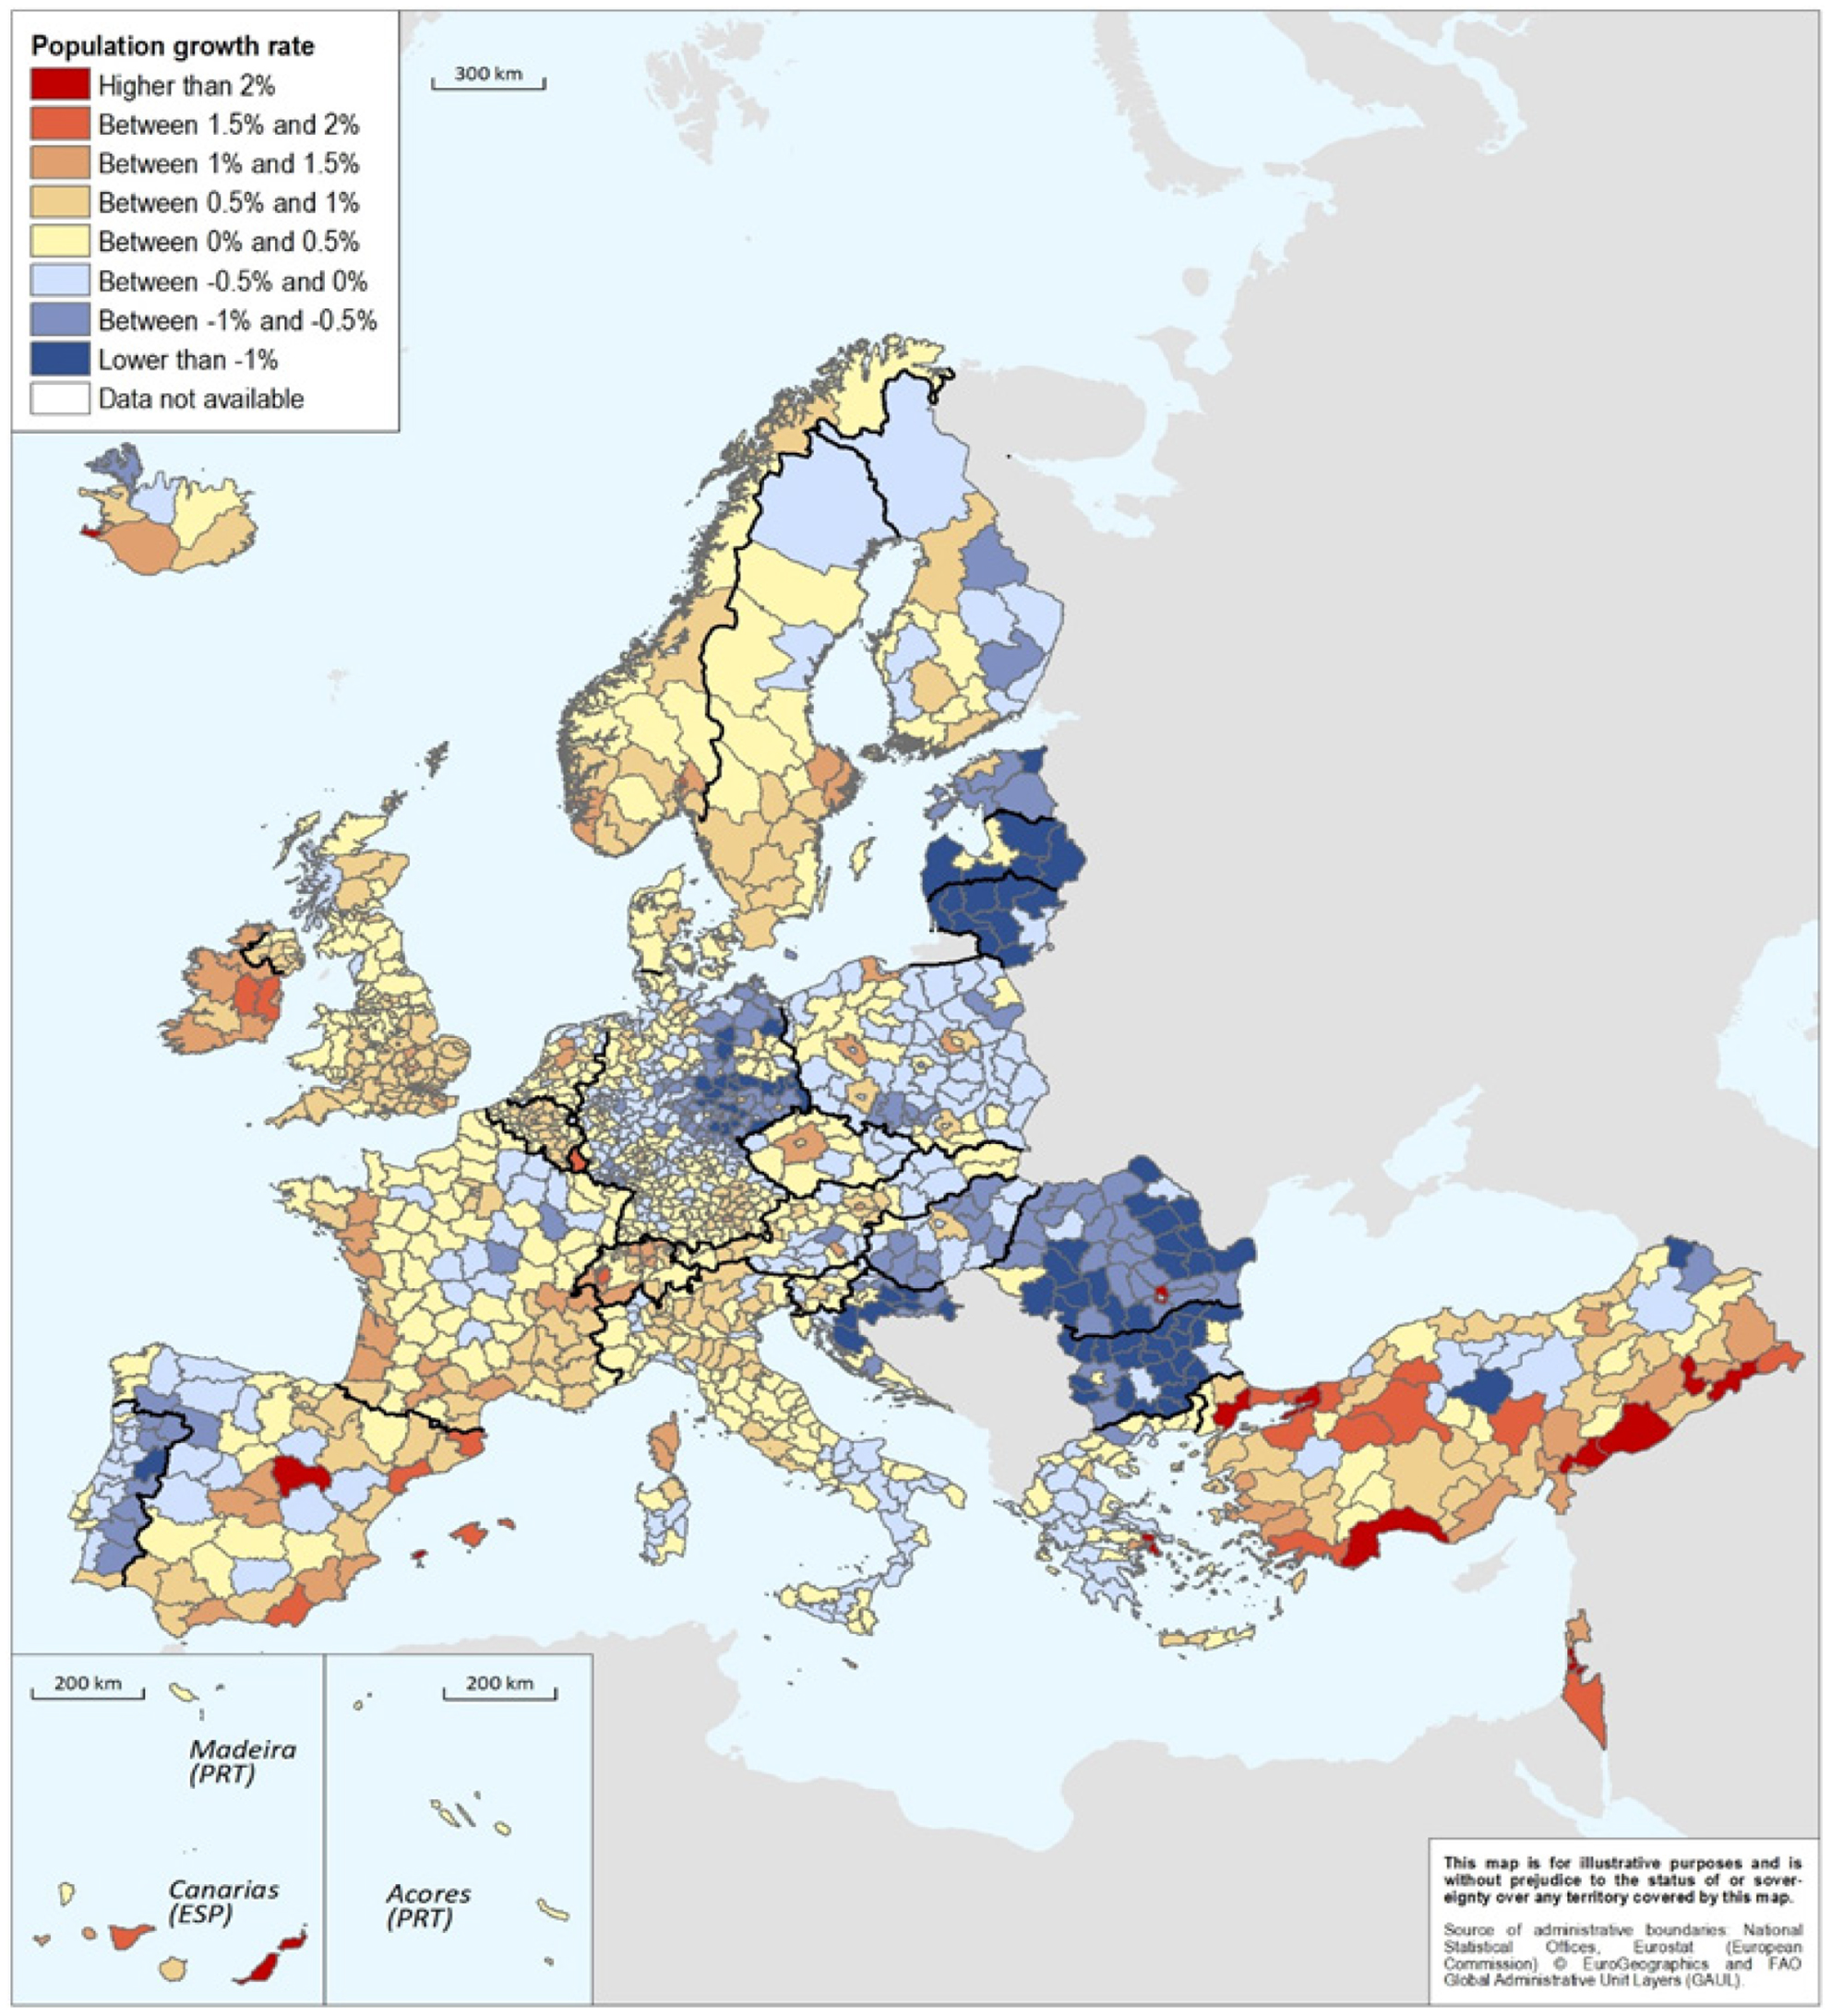 Population growth rate
Higher than 2%
Between 1.5% and 2%
Between 1% and 1.5%
Between 0.5% and 1%
Between 0% and 0.5%
Between -0.5% and 0%
Between -1% and -0.5%
Lower than -1%
Data not available
300 km
200 km
Madeira
(PRT)
Canarias
(ESP)
200 km
Acores
(PRT)
This map is for illustrative purposes and is
without prejudice to the status of or sover-
eignty over any territory covered by this map.
Source of administrative boundaries: National
Statistical Offices, Eurostat (European
Commission) © EuroGeographics and FAO
Global Administrative Unit Layers (GAUL).